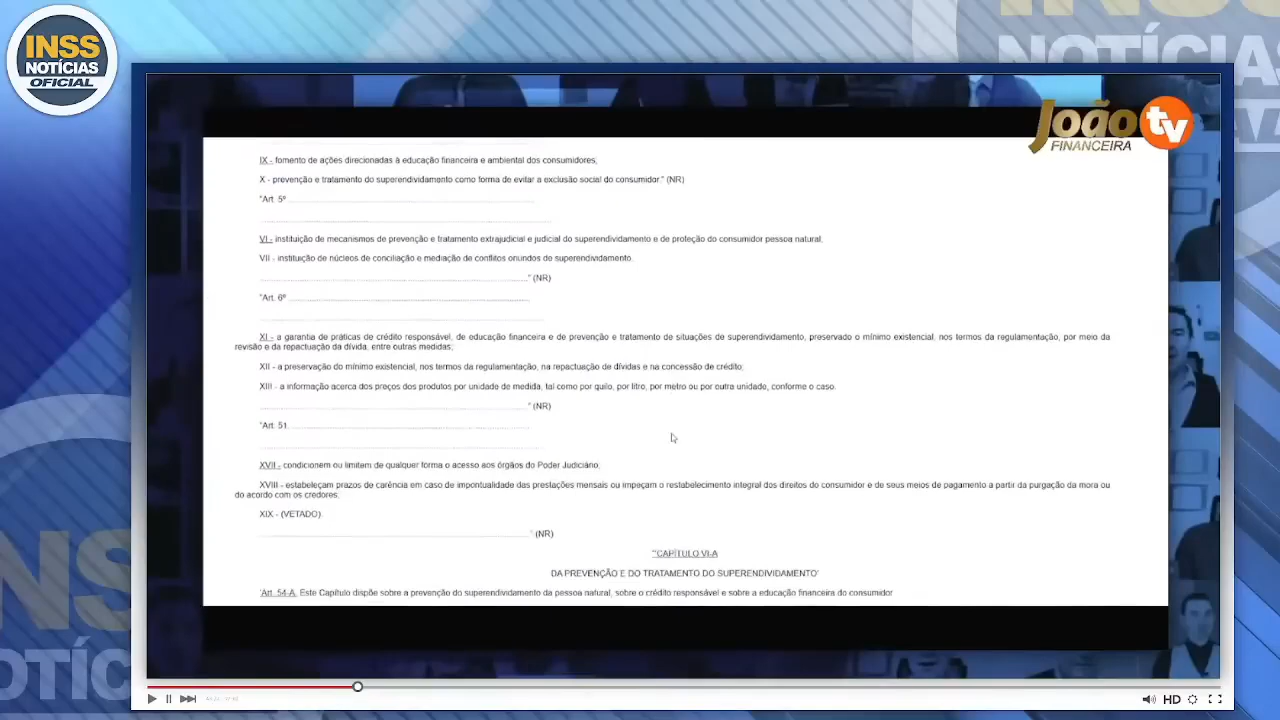 INSS
NOTÍCIAS
OFICIAL
INSS
NOTÍCIAS
João tv
FINANCEIRA
IX - fomento de ações direcionadas à educação financeira e ambiental dos consumidores;
X - prevenção e tratamento do superendividamento como forma de evitar a exclusão social do consumidor.” (NR)
“Art. 5º ........................................................................
........................................................................
VI - instituição de mecanismos de prevenção e tratamento extrajudicial e judicial do superendividamento e de proteção do consumidor pessoa natural;
VII - instituição de núcleos de conciliação e mediação de conflitos oriundos de superendividamento.
........................................................................” (NR)
“Art. 6º ........................................................................
........................................................................
XI - a garantia de práticas de crédito responsável, de educação financeira e de prevenção e tratamento de situações de superendividamento, preservado o mínimo existencial, nos termos da regulamentação, por meio da
revisão e da repactuação da dívida, entre outras medidas;
XII - a preservação do mínimo existencial, nos termos da regulamentação, na repactuação de dívidas e na concessão de crédito;
XIII - a informação acerca dos preços dos produtos por unidade de medida, tal como por quilo, por litro, por metro ou por outra unidade, conforme o caso.
........................................................................” (NR)
“Art. 51. ........................................................................
........................................................................
XVII - condicionem ou limitem de qualquer forma o acesso aos órgãos do Poder Judiciário;
XVIII - estabeleçam prazos de carência em caso de impontualidade das prestações mensais ou impeçam o restabelecimento integral dos direitos do consumidor e de seus meios de pagamento a partir da purgação da mora ou
do acordo com os credores;
XIX - (VETADO).
........................................................................” (NR)
“CAPÍTULO VI-A
DA PREVENÇÃO E DO TRATAMENTO DO SUPERENDIVIDAMENTO’
‘Art. 54-A. Este Capítulo dispõe sobre a prevenção do superendividamento da pessoa natural, sobre o crédito responsável e sobre a educação financeira do consumidor
HD